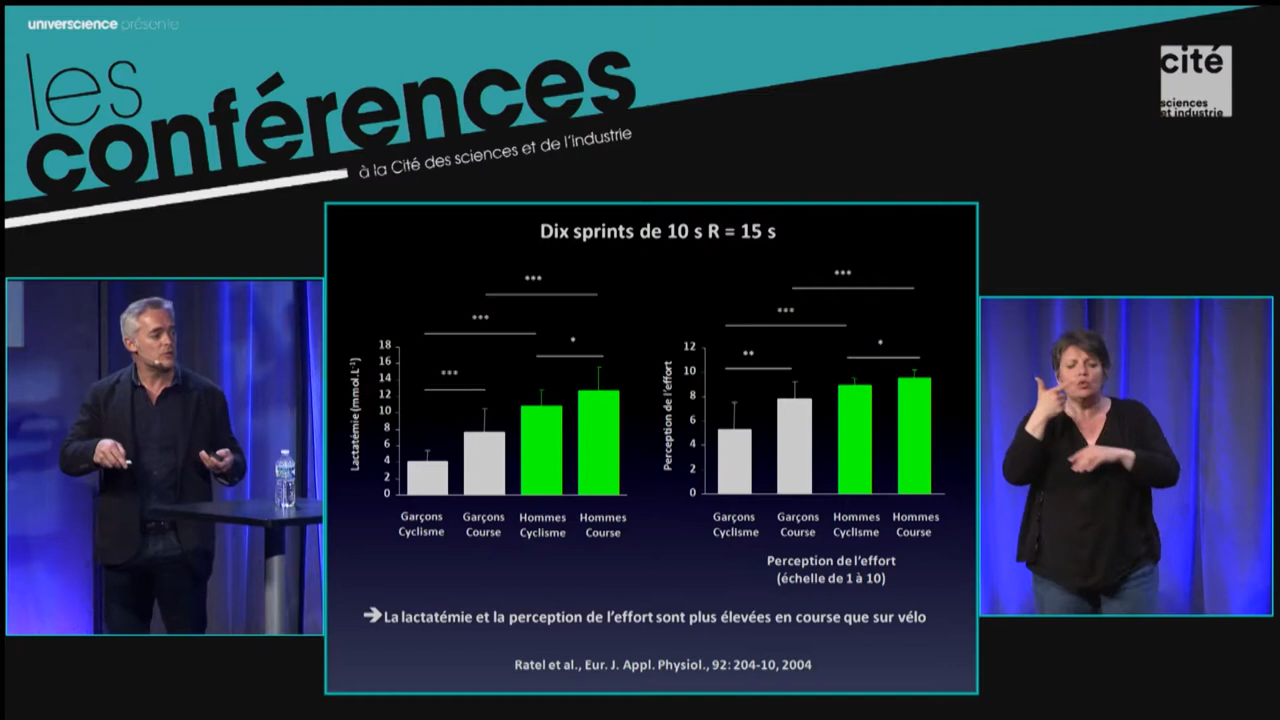 universcience présente
les
conférences
à la Cité des sciences et de l'industrie
cité
sciences
et industrie
Dix sprints de 10 s R = 15 s
***
***
***
*
Lactatémie (mmol.L-1)
18
16
14
12
10
8
6
4
2
0
Garçons Cyclisme
Garçons Course
Hommes Cyclisme
Hommes Course
***
***
**
*
Perception de l'effort
12
10
8
6
4
2
0
Garçons Cyclisme
Garçons Course
Hommes Cyclisme
Hommes Course
Perception de l'effort
(échelle de 1 à 10)
➔La lactatémie et la perception de l'effort sont plus élevées en course que sur vélo
Ratel et al., Eur. J. Appl. Physiol., 92: 204-10, 2004